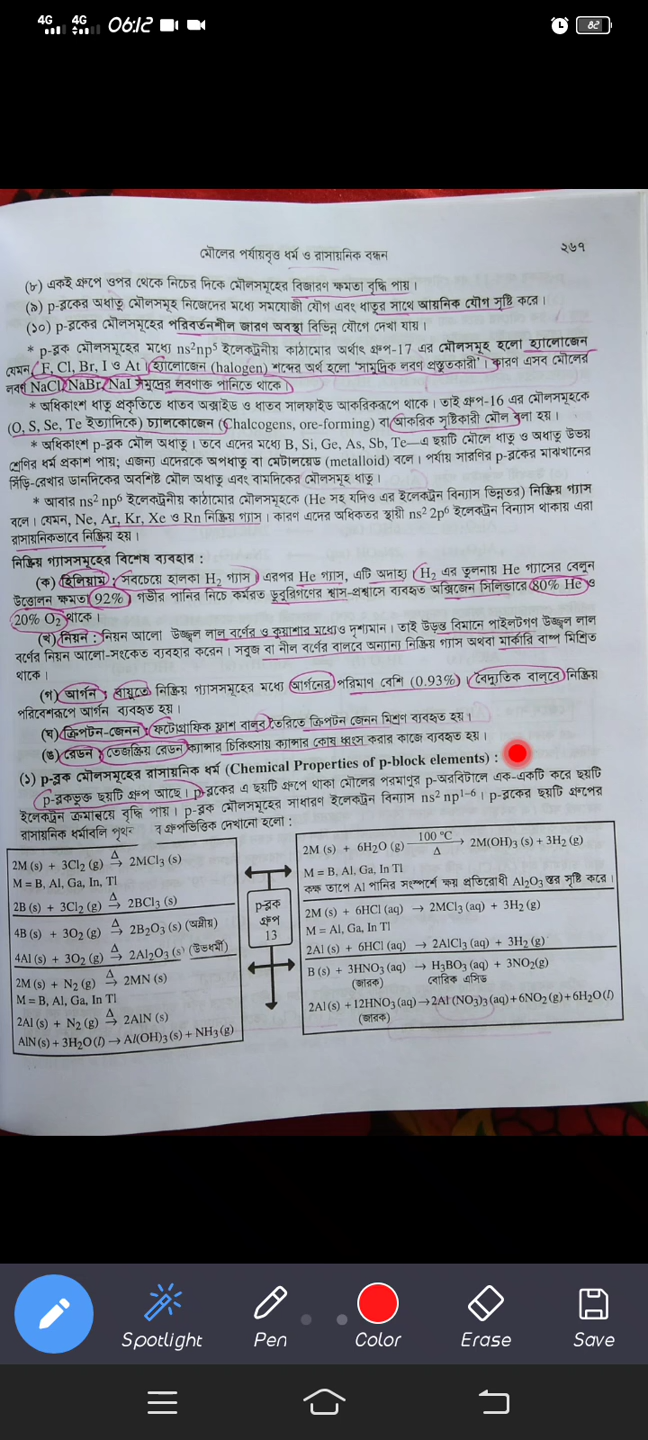 4G 4G 06:12 82
মৌলের পর্যায়বৃত্ত ধর্ম ও রাসায়নিক বন্ধন ২৬৭
(৮) একই গ্রুপে ওপর থেকে নিচের দিকে মৌলসমূহের বিজারণ ক্ষমতা বৃদ্ধি পায়।
(৯) p-ব্লকের অধাতু মৌলসমূহ নিজেদের মধ্যে সমযোজী যৌগ এবং ধাতুর সাথে আয়নিক যৌগ সৃষ্টি করে।
(১০) p-ব্লকের মৌলসমূহের পরিবর্তনশীল জারণ অবস্থা বিভিন্ন যৌগে দেখা যায়।
* p-ব্লক মৌলসমূহের মধ্যে ns²np⁵ ইলেকট্রনীয় কাঠামোর অর্থাৎ গ্রুপ-17 এর মৌলসমূহ হলো হ্যালোজেন
যেমন, F, Cl, Br, I ও At। হ্যালোজেন (halogen) শব্দের অর্থ হলো 'সামুদ্রিক লবণ প্রস্তুতকারী'। কারণ এসব মৌলের
লবণ NaCl, NaBr, NaI সমুদ্রের লবণাক্ত পানিতে থাকে।
* অধিকাংশ ধাতু প্রকৃতিতে ধাতব অক্সাইড ও ধাতব সালফাইড আকরিকরূপে থাকে। তাই গ্রুপ-16 এর মৌলসমূহকে
(O, S, Se, Te ইত্যাদিকে) চ্যালকোজেন (Chalcogens, ore-forming) বা আকরিক সৃষ্টিকারী মৌল বলা হয়।
* অধিকাংশ p-ব্লক মৌল অধাতু। তবে এদের মধ্যে B, Si, Ge, As, Sb, Te—এ ছয়টি মৌলে ধাতু ও অধাতু উভয়
শ্রেণির ধর্ম প্রকাশ পায়; এজন্য এদেরকে অপধাতু বা মেটালয়েড (metalloid) বলে। পর্যায় সারণির p-ব্লকের মাঝখানের
সিঁড়ি-রেখার ডানদিকের অবশিষ্ট মৌল অধাতু এবং বামদিকের মৌলসমূহ ধাতু।
* আবার ns² np⁶ ইলেকট্রনীয় কাঠামোর মৌলসমূহকে (He সহ যদিও এর ইলেকট্রন বিন্যাস ভিন্নতর) নিষ্ক্রিয় গ্যাস
বলে। যেমন, Ne, Ar, Kr, Xe ও Rn নিষ্ক্রিয় গ্যাস। কারণ এদের অধিকতর স্থায়ী ns² 2p⁶ ইলেকট্রন বিন্যাস থাকায় এরা
রাসায়নিকভাবে নিষ্ক্রিয় হয়।
নিষ্ক্রিয় গ্যাসসমূহের বিশেষ ব্যবহার :
(ক) হিলিয়াম : সবচেয়ে হালকা H₂ গ্যাস। এরপর He গ্যাস, এটি অদাহ্য। H₂ এর তুলনায় He গ্যাসের বেলুন
উত্তোলন ক্ষমতা 92%। গভীর পানির নিচে কর্মরত ডুবুরিগণের শ্বাস-প্রশ্বাসে ব্যবহৃত অক্সিজেন সিলিন্ডারে 80% He ও
20% O₂ থাকে।
(খ) নিয়ন : নিয়ন আলো উজ্জ্বল লাল বর্ণের ও কুয়াশার মধ্যেও দৃশ্যমান। তাই উড়ন্ত বিমানে পাইলটগণ উজ্জ্বল লাল
বর্ণের নিয়ন আলো-সংকেত ব্যবহার করেন। সবুজ বা নীল বর্ণের বালবে অন্যান্য নিষ্ক্রিয় গ্যাস অথবা মার্কারি বাষ্প মিশ্রিত
থাকে।
(গ) আর্গন : বায়ুতে নিষ্ক্রিয় গ্যাসসমূহের মধ্যে আর্গনের পরিমাণ বেশি (0.93%)। বৈদ্যুতিক বালবে নিষ্ক্রিয়
পরিবেশরূপে আর্গন ব্যবহৃত হয়।
(ঘ) ক্রিপটন-জেনন : ফটোগ্রাফিক ফ্লাশ বালব তৈরিতে ক্রিপটন জেনন মিশ্রণ ব্যবহৃত হয়।
(ঙ) রেডন : তেজস্ক্রিয় রেডন ক্যান্সার চিকিৎসায় ক্যান্সার কোষ ধ্বংস করার কাজে ব্যবহৃত হয়।
(১) p-ব্লক মৌলসমূহের রাসায়নিক ধর্ম (Chemical Properties of p-block elements) :
p-ব্লকভুক্ত ছয়টি গ্রুপ আছে। p-ব্লকের এ ছয়টি গ্রুপে থাকা মৌলের পরমাণুর p-অরবিটালে এক-একটি করে ছয়টি
ইলেকট্রন ক্রমান্বয়ে বৃদ্ধি পায়। p-ব্লক মৌলসমূহের সাধারণ ইলেকট্রন বিন্যাস ns² np¹⁻⁶। p-ব্লকের ছয়টি গ্রুপের
রাসায়নিক ধর্মাবলি পৃথক ব গ্রুপভিত্তিক দেখানো হলো :
2M (s) + 3Cl₂ (g) Δ→ 2MCl₃ (s)
M = B, Al, Ga, In, Tl
2B (s) + 3Cl₂ (g) Δ→ 2BCl₃ (s)
4B (s) + 3O₂ (g) Δ→ 2B₂O₃ (s) (অম্লীয়)
4Al (s) + 3O₂ (g) Δ→ 2Al₂O₃ (s) (উভধর্মী)
2M (s) + N₂ (g) Δ→ 2MN (s)
M = B, Al, Ga, In Tl
2Al (s) + N₂ (g) Δ→ 2AlN (s)
AlN (s) + 3H₂O (l) → Al(OH)₃ (s) + NH₃ (g)
p-ব্লক
গ্রুপ
13
2M (s) + 6H₂O (g) 100 °C Δ→ 2M(OH)₃ (s) + 3H₂ (g)
M = B, Al, Ga, In Tl
কক্ষ তাপে Al পানির সংস্পর্শে ক্ষয় প্রতিরোধী Al₂O₃ স্তর সৃষ্টি করে।
2M (s) + 6HCl (aq) → 2MCl₃ (aq) + 3H₂ (g)
M = Al, Ga, In Tl
2Al (s) + 6HCl (aq) → 2AlCl₃ (aq) + 3H₂ (g)
B (s) + 3HNO₃ (aq) → H₃BO₃ (aq) + 3NO₂(g)
(জারক) বোরিক এসিড
2Al (s) + 12HNO₃ (aq) → 2Al (NO₃)₃ (aq) + 6NO₂ (g) + 6H₂O (l)
(জারক)
Spotlight Pen Color Erase Save